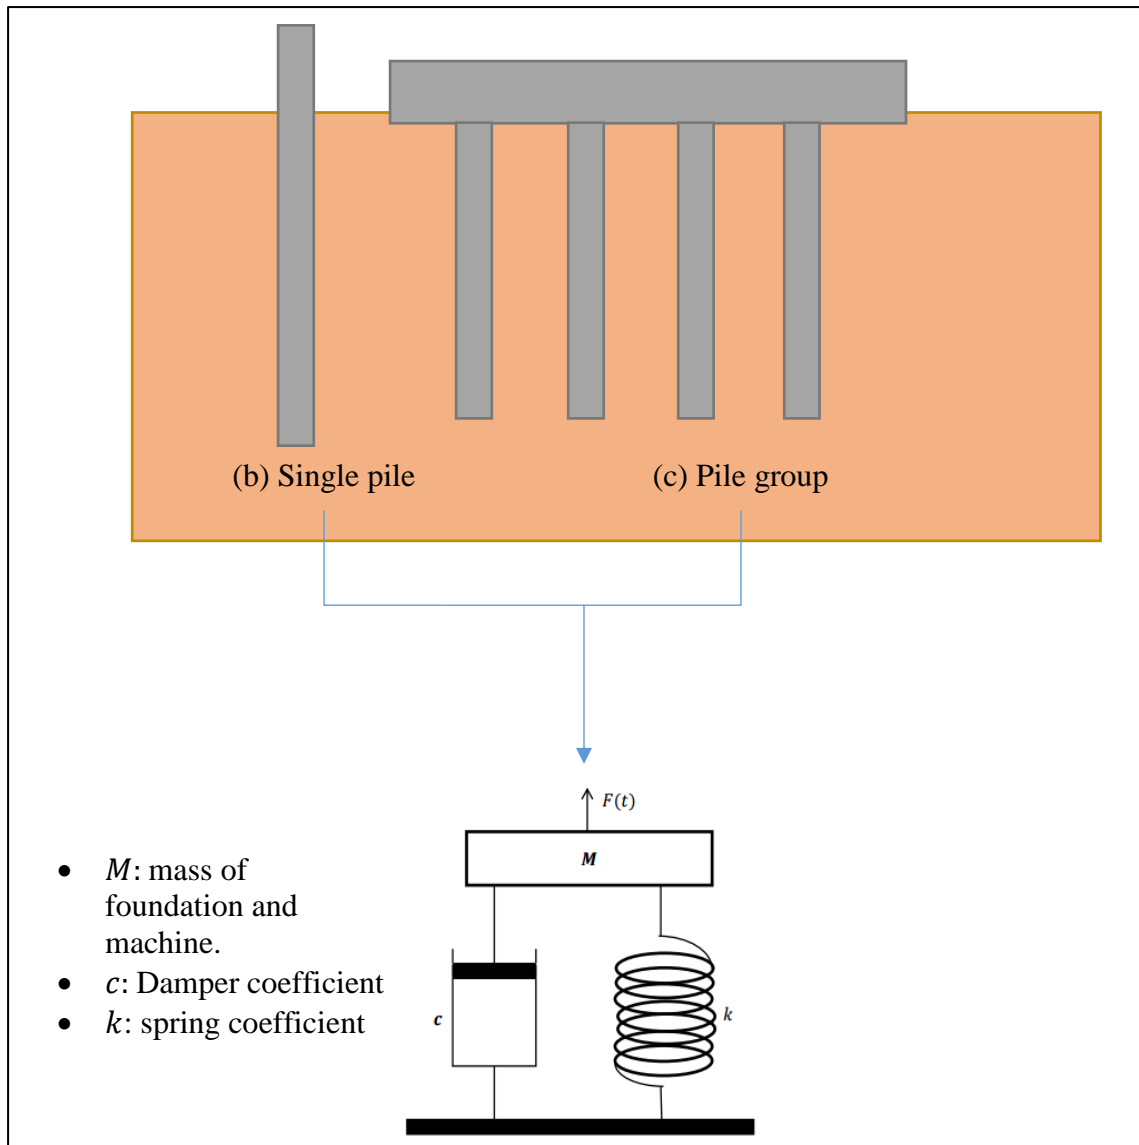 (b) Single pile
(c) Pile group
F(t)
M
• M: mass of
foundation and
machine.
• c: Damper coefficient
• k: spring coefficient
c
k